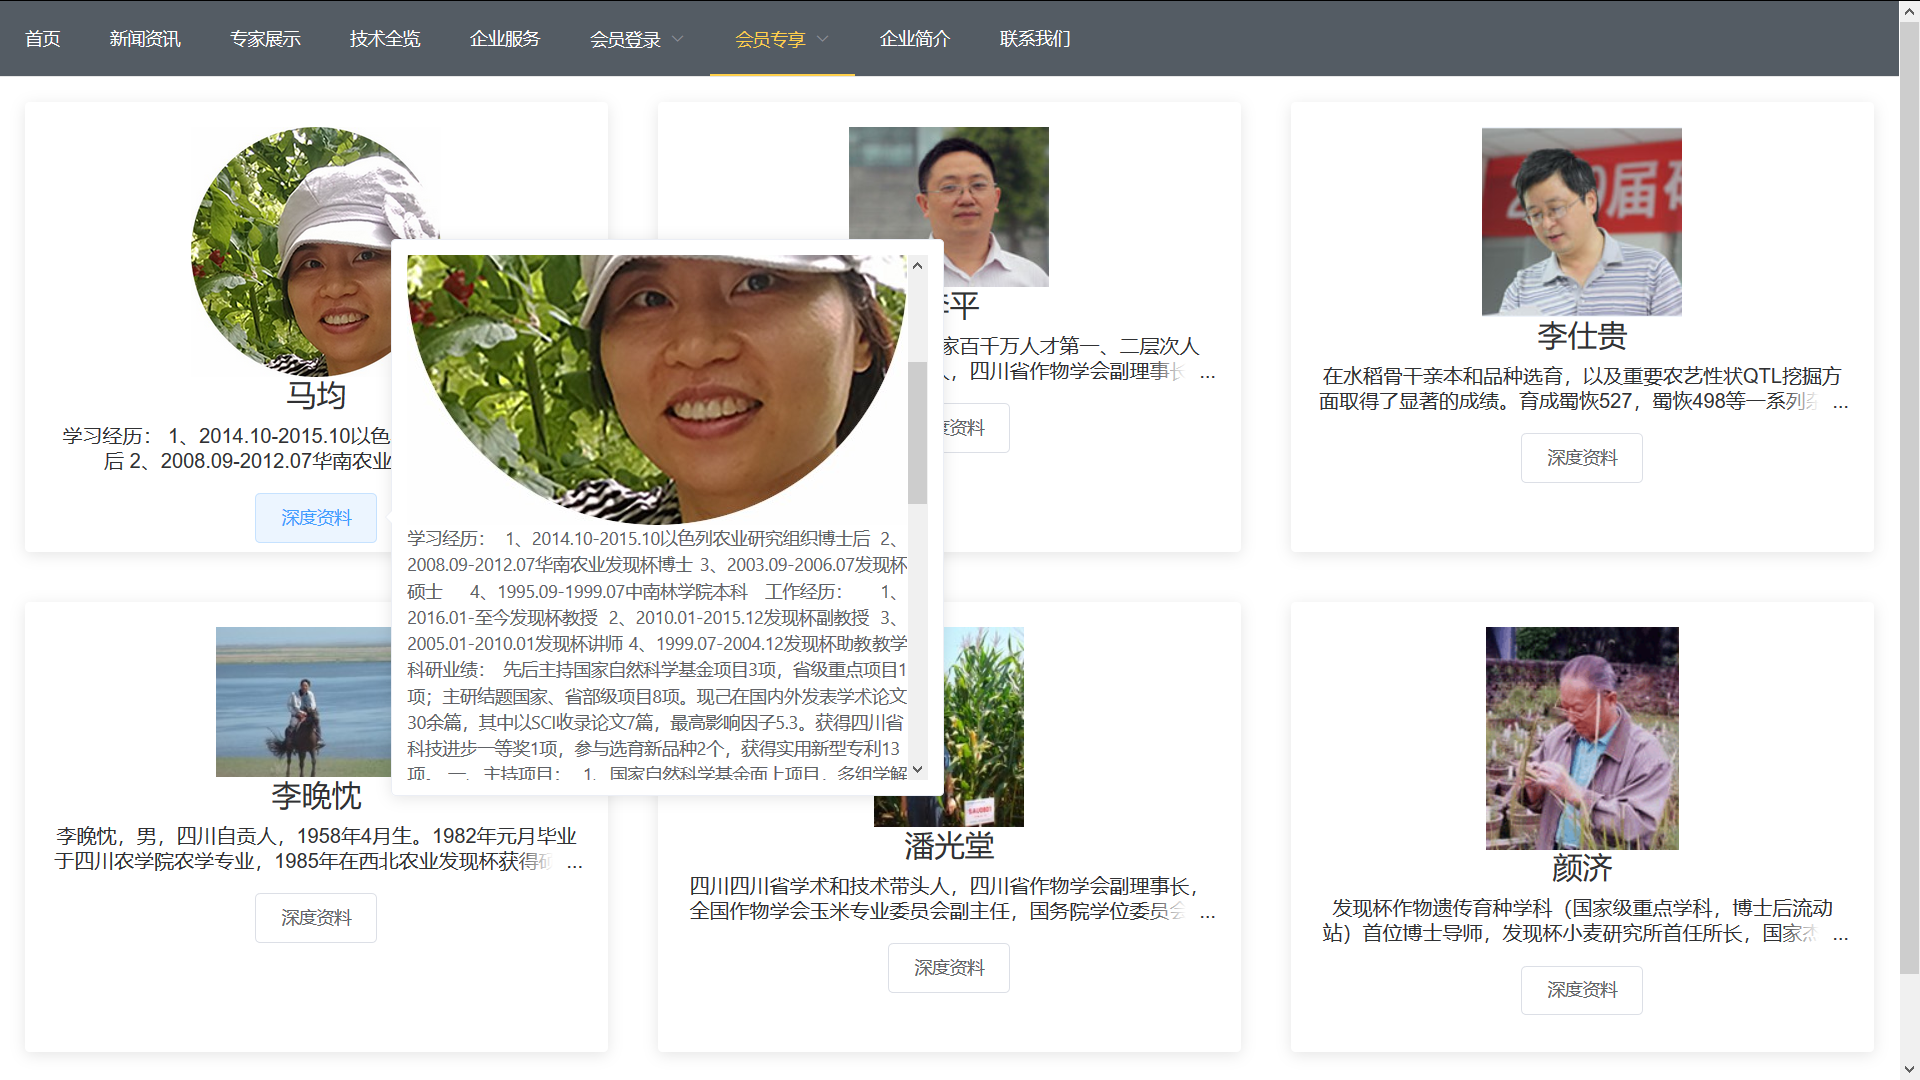 首页 新闻资讯 专家展示 技术全览 企业服务 会员登录 会员专享 企业简介 联系我们
马均
学习经历： 1、2014.10-2015.10以色
后 2、2008.09-2012.07华南农业
深度资料
学习经历： 1、2014.10-2015.10以色列农业研究组织博士后 2、
2008.09-2012.07华南农业发现杯博士 3、2003.09-2006.07发现杯
硕士 4、1995.09-1999.07中南林学院本科 工作经历： 1、
2016.01-至今发现杯教授 2、2010.01-2015.12发现杯副教授 3、
2005.01-2010.01发现杯讲师 4、1999.07-2004.12发现杯助教教学
科研业绩： 先后主持国家自然科学基金项目3项，省级重点项目1
项；主研结题国家、省部级项目8项。现已在国内外发表学术论文
30余篇，其中以SCI收录论文7篇，最高影响因子5.3。获得四川省
科技进步一等奖1项，参与选育新品种2个，获得实用新型专利13
项。 一、主持项目： 1、国家自然科学基金面上项目，多组学解
平
家百千万人才第一、二层次人
，四川省作物学会副理事长 ...
资料
李仕贵
在水稻骨干亲本和品种选育，以及重要农艺性状QTL挖掘方
面取得了显著的成绩。育成蜀恢527，蜀恢498等一系列杂 ...
深度资料
李晚忱
李晚忱，男，四川自贡人，1958年4月生。1982年元月毕业
于四川农学院农学专业，1985年在西北农业发现杯获得硕 ...
深度资料
潘光堂
四川四川省学术和技术带头人，四川省作物学会副理事长，
全国作物学会玉米专业委员会副主任，国务院学位委员会 ...
深度资料
颜济
发现杯作物遗传育种学科（国家级重点学科，博士后流动
站）首位博士导师，发现杯小麦研究所首任所长，国家杰 ...
深度资料